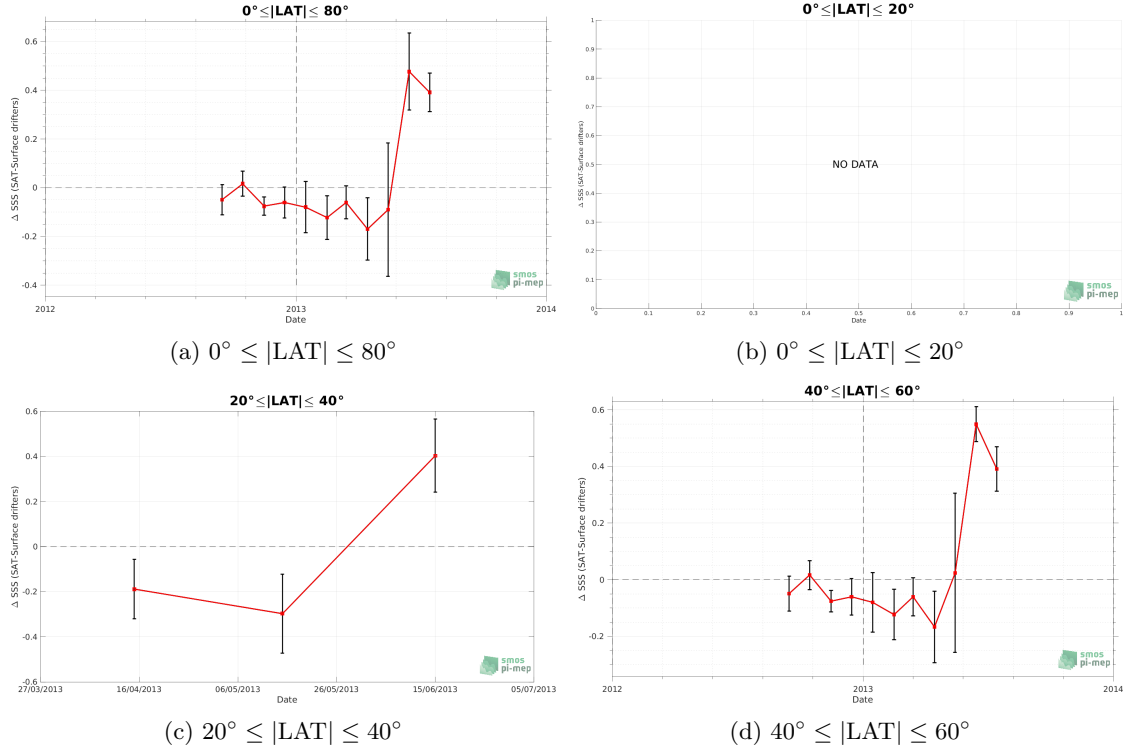 0°≤|LAT|≤ 80°
Δ SSS (SAT-Surface drifters)
0.6
0.4
0.2
0
-0.2
-0.4
2012
2013
2014
Date
smos
pi-mep
(a) 0° ≤ |LAT| ≤ 80°
0°≤|LAT|≤ 20°
Δ SSS (SAT-Surface drifters)
1
0.9
0.8
0.7
0.6
0.5
0.4
0.3
0.2
0.1
0
NO DATA
0 0.1 0.2 0.3 0.4 0.5 0.6 0.7 0.8 0.9 1
Date
smos
pi-mep
(b) 0° ≤ |LAT| ≤ 20°
20°≤|LAT|≤ 40°
Δ SSS (SAT-Surface drifters)
0.6
0.4
0.2
0
-0.2
-0.4
-0.6
27/03/2013 16/04/2013 06/05/2013 26/05/2013 15/06/2013 05/07/2013
Date
smos
pi-mep
(c) 20° ≤ |LAT| ≤ 40°
40°≤|LAT|≤ 60°
Δ SSS (SAT-Surface drifters)
0.6
0.4
0.2
0
-0.2
2012
2013
2014
Date
smos
pi-mep
(d) 40° ≤ |LAT| ≤ 60°